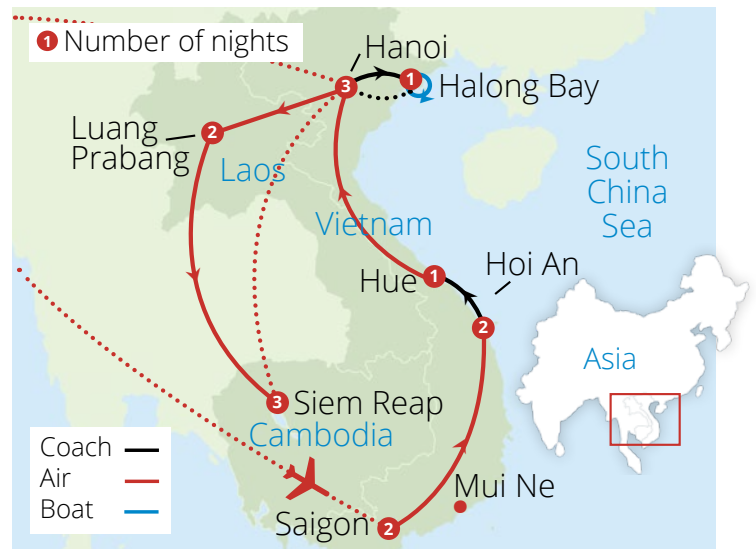 1 Number of nights
Hanoi
3
1
Halong Bay
Luang
Prabang
2
Laos
South
China
Sea
Vietnam
Hoi An
Hue
1
2
Asia
3
Siem Reap
Cambodia
Coach
Air
Boat
Mui Ne
Saigon
2